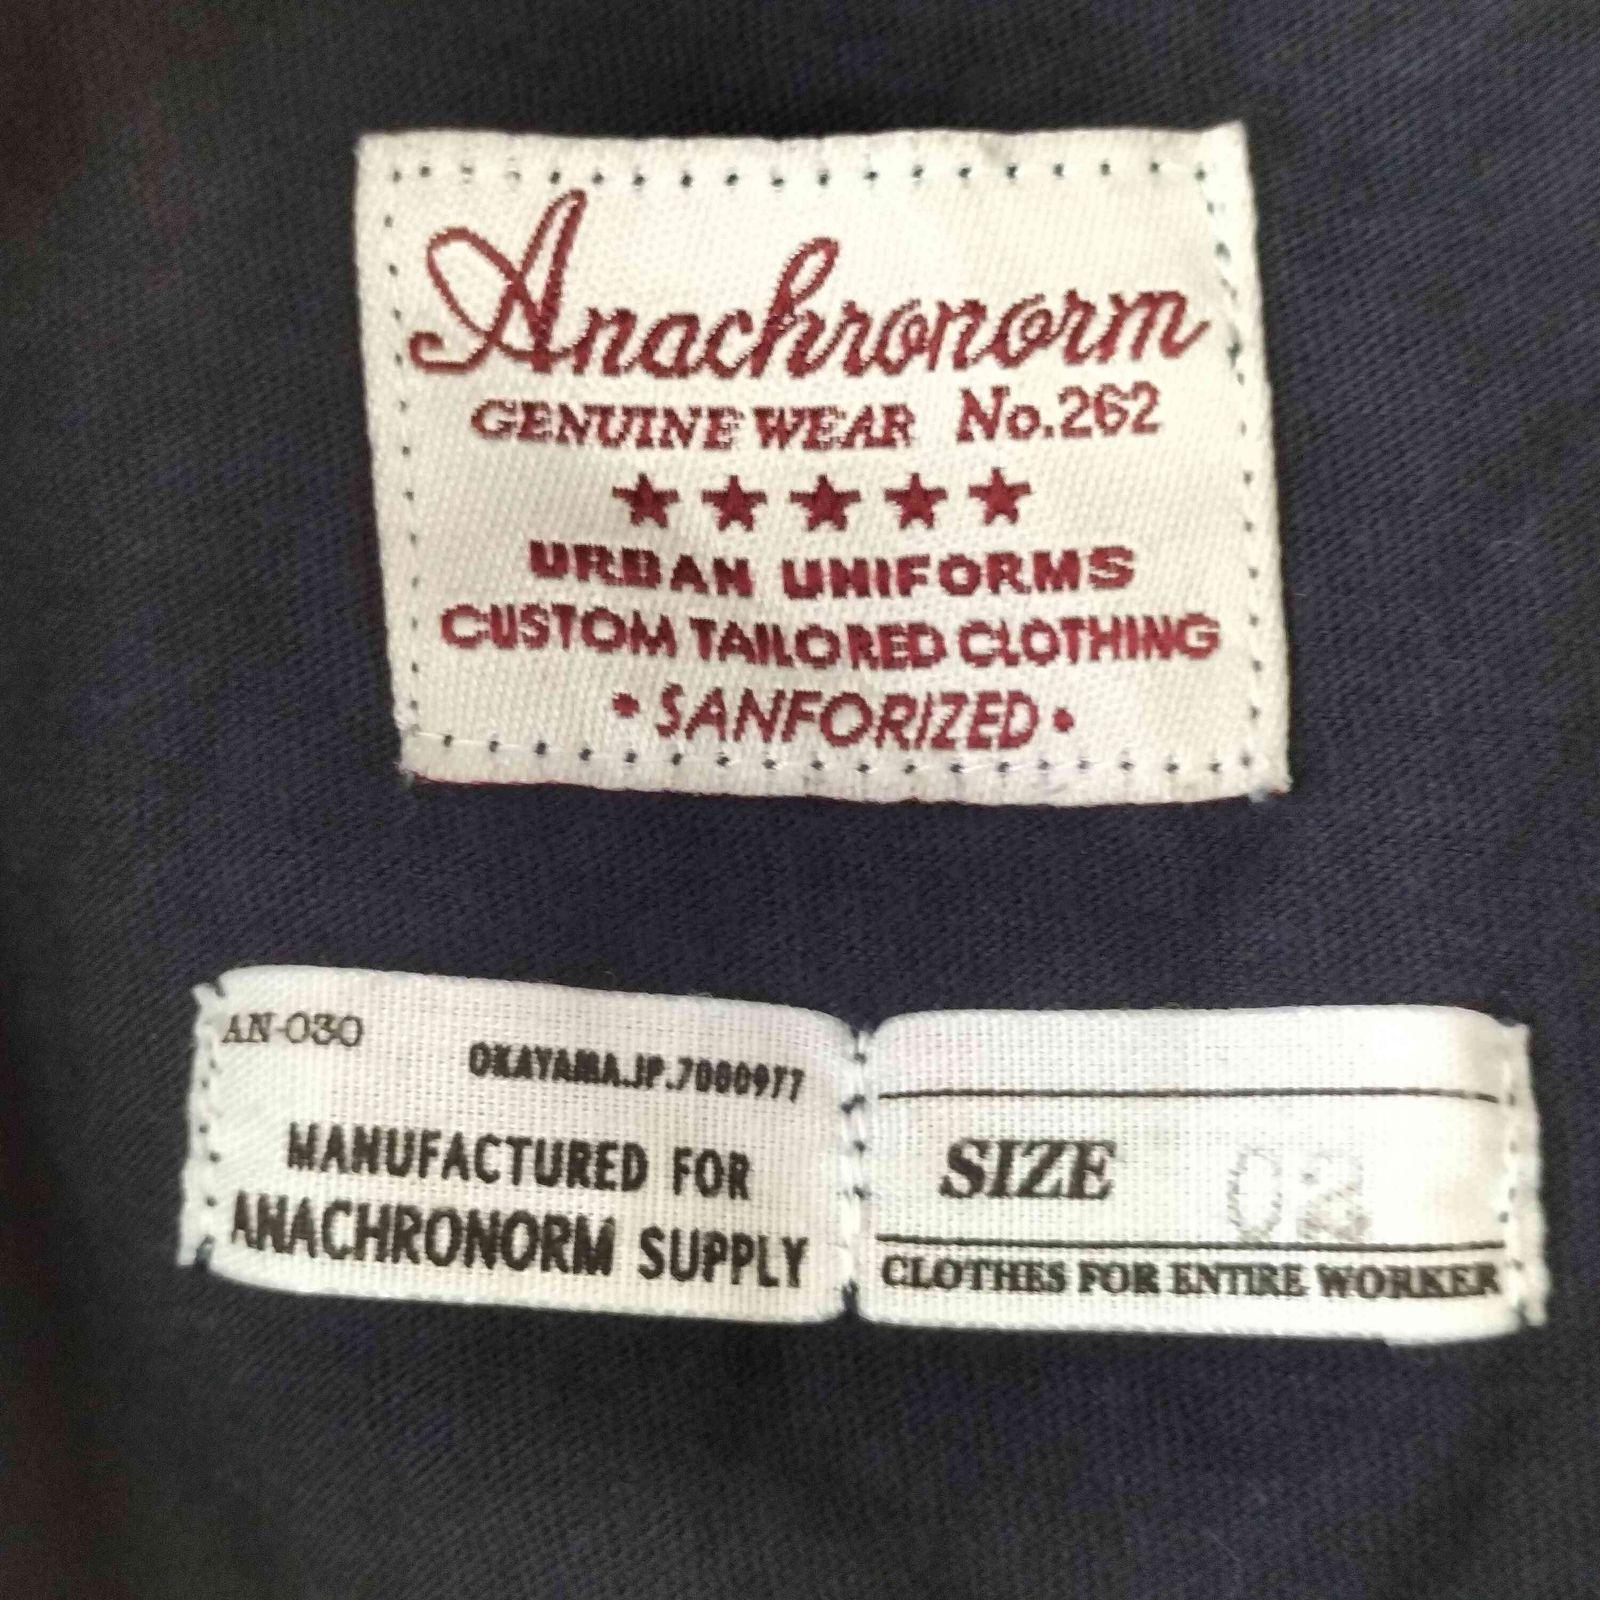 Anachronorm
GENUINE WEAR No.262
★★★★★
URBAN UNIFORMS
CUSTOM TAILORED CLOTHING
• SANFORIZED •
AN-030
OKAYAMA.JP.7000977
MANUFACTURED FOR
ANACHRONORM SUPPLY
SIZE 02
CLOTHES FOR ENTIRE WORKER